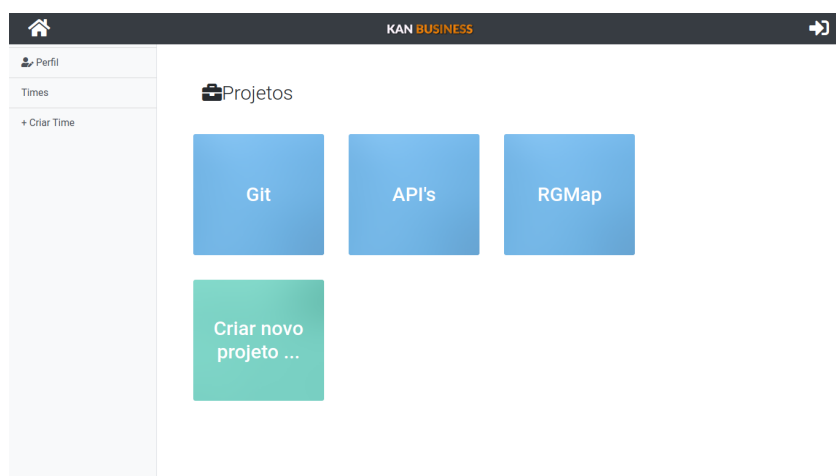 KAN BUSINESS
Perfil
Times
+ Criar Time
Projetos
Git
API's
RGMap
Criar novo
projeto ...